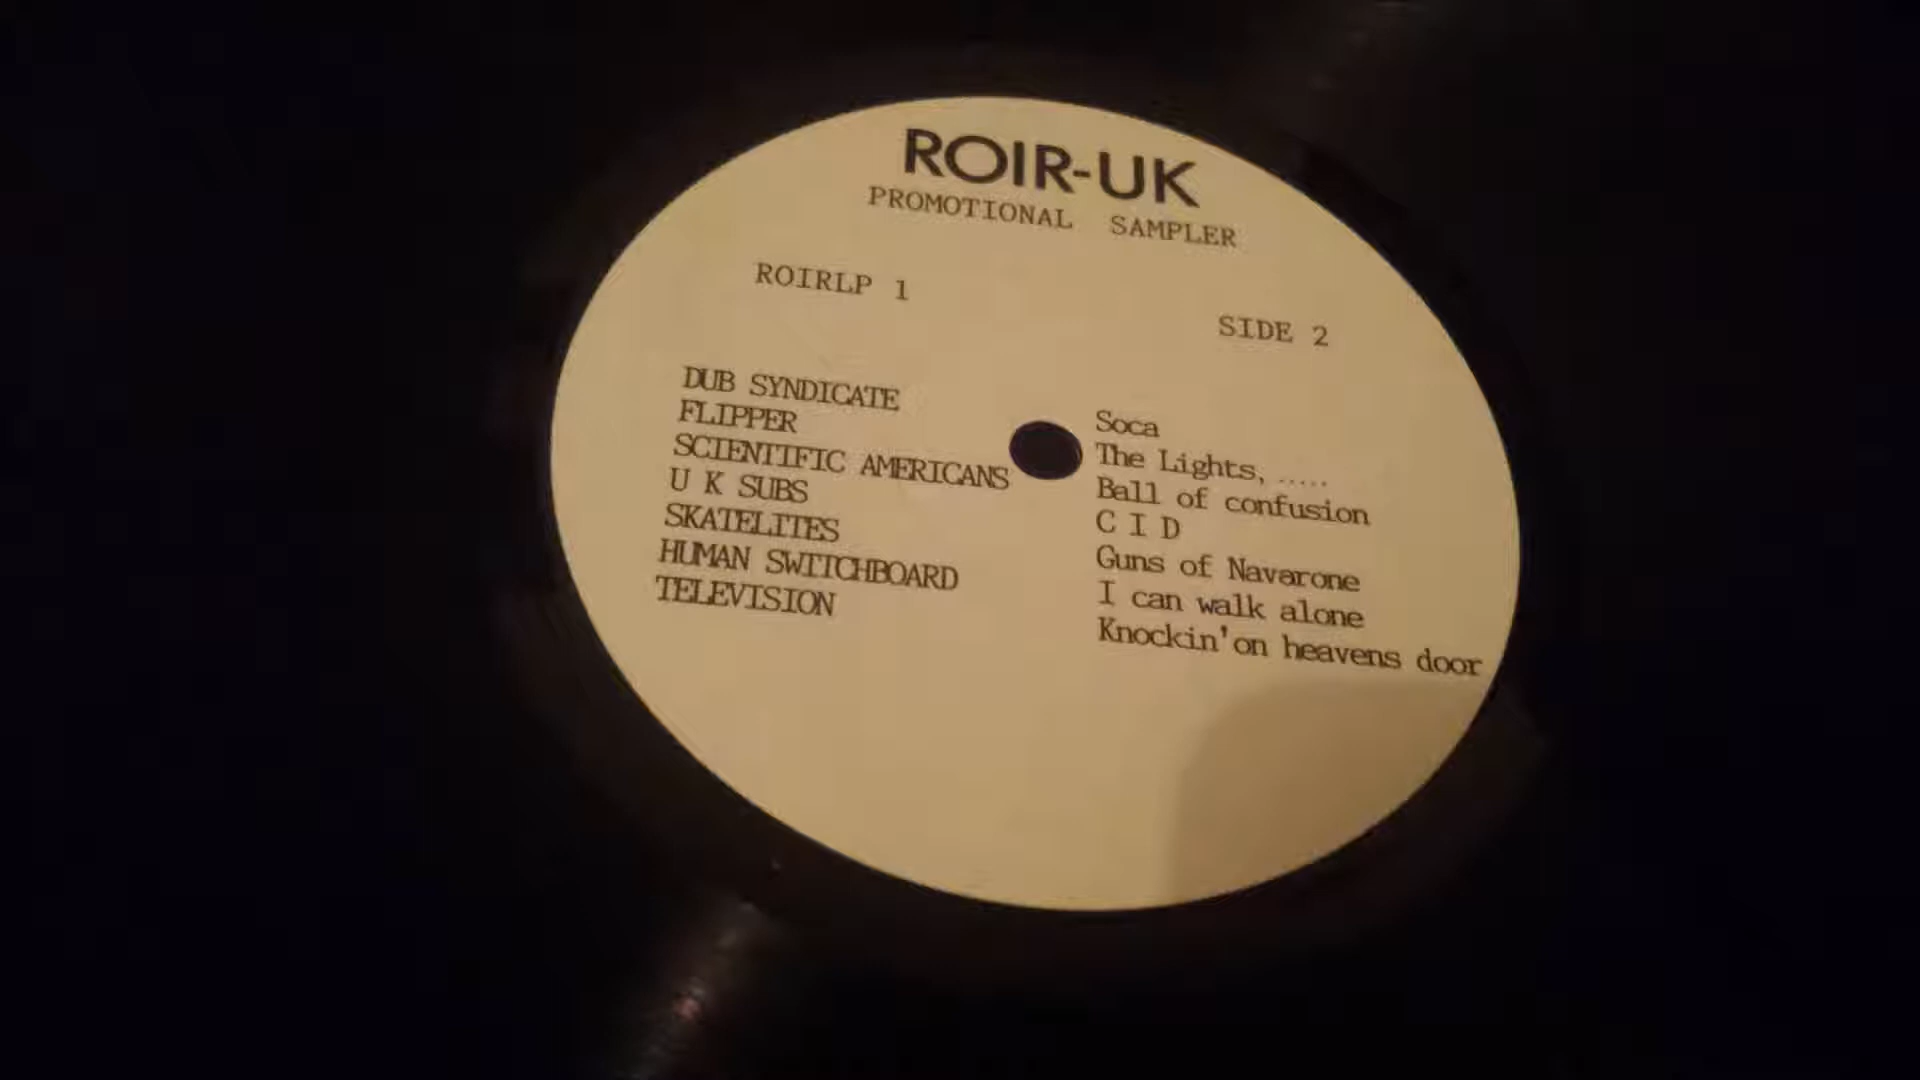 ROIR-UK
PROMOTIONAL SAMPLER
ROIRLP 1
SIDE 2
DUB SYNDICATE Soca
FLIPPER The Lights, .....
SCIENTIFIC AMERICANS Ball of confusion
U K SUBS C I D
SKATELITES Guns of Navarone
HUMAN SWITCHBOARD I can walk alone
TELEVISION Knockin'on heavens door